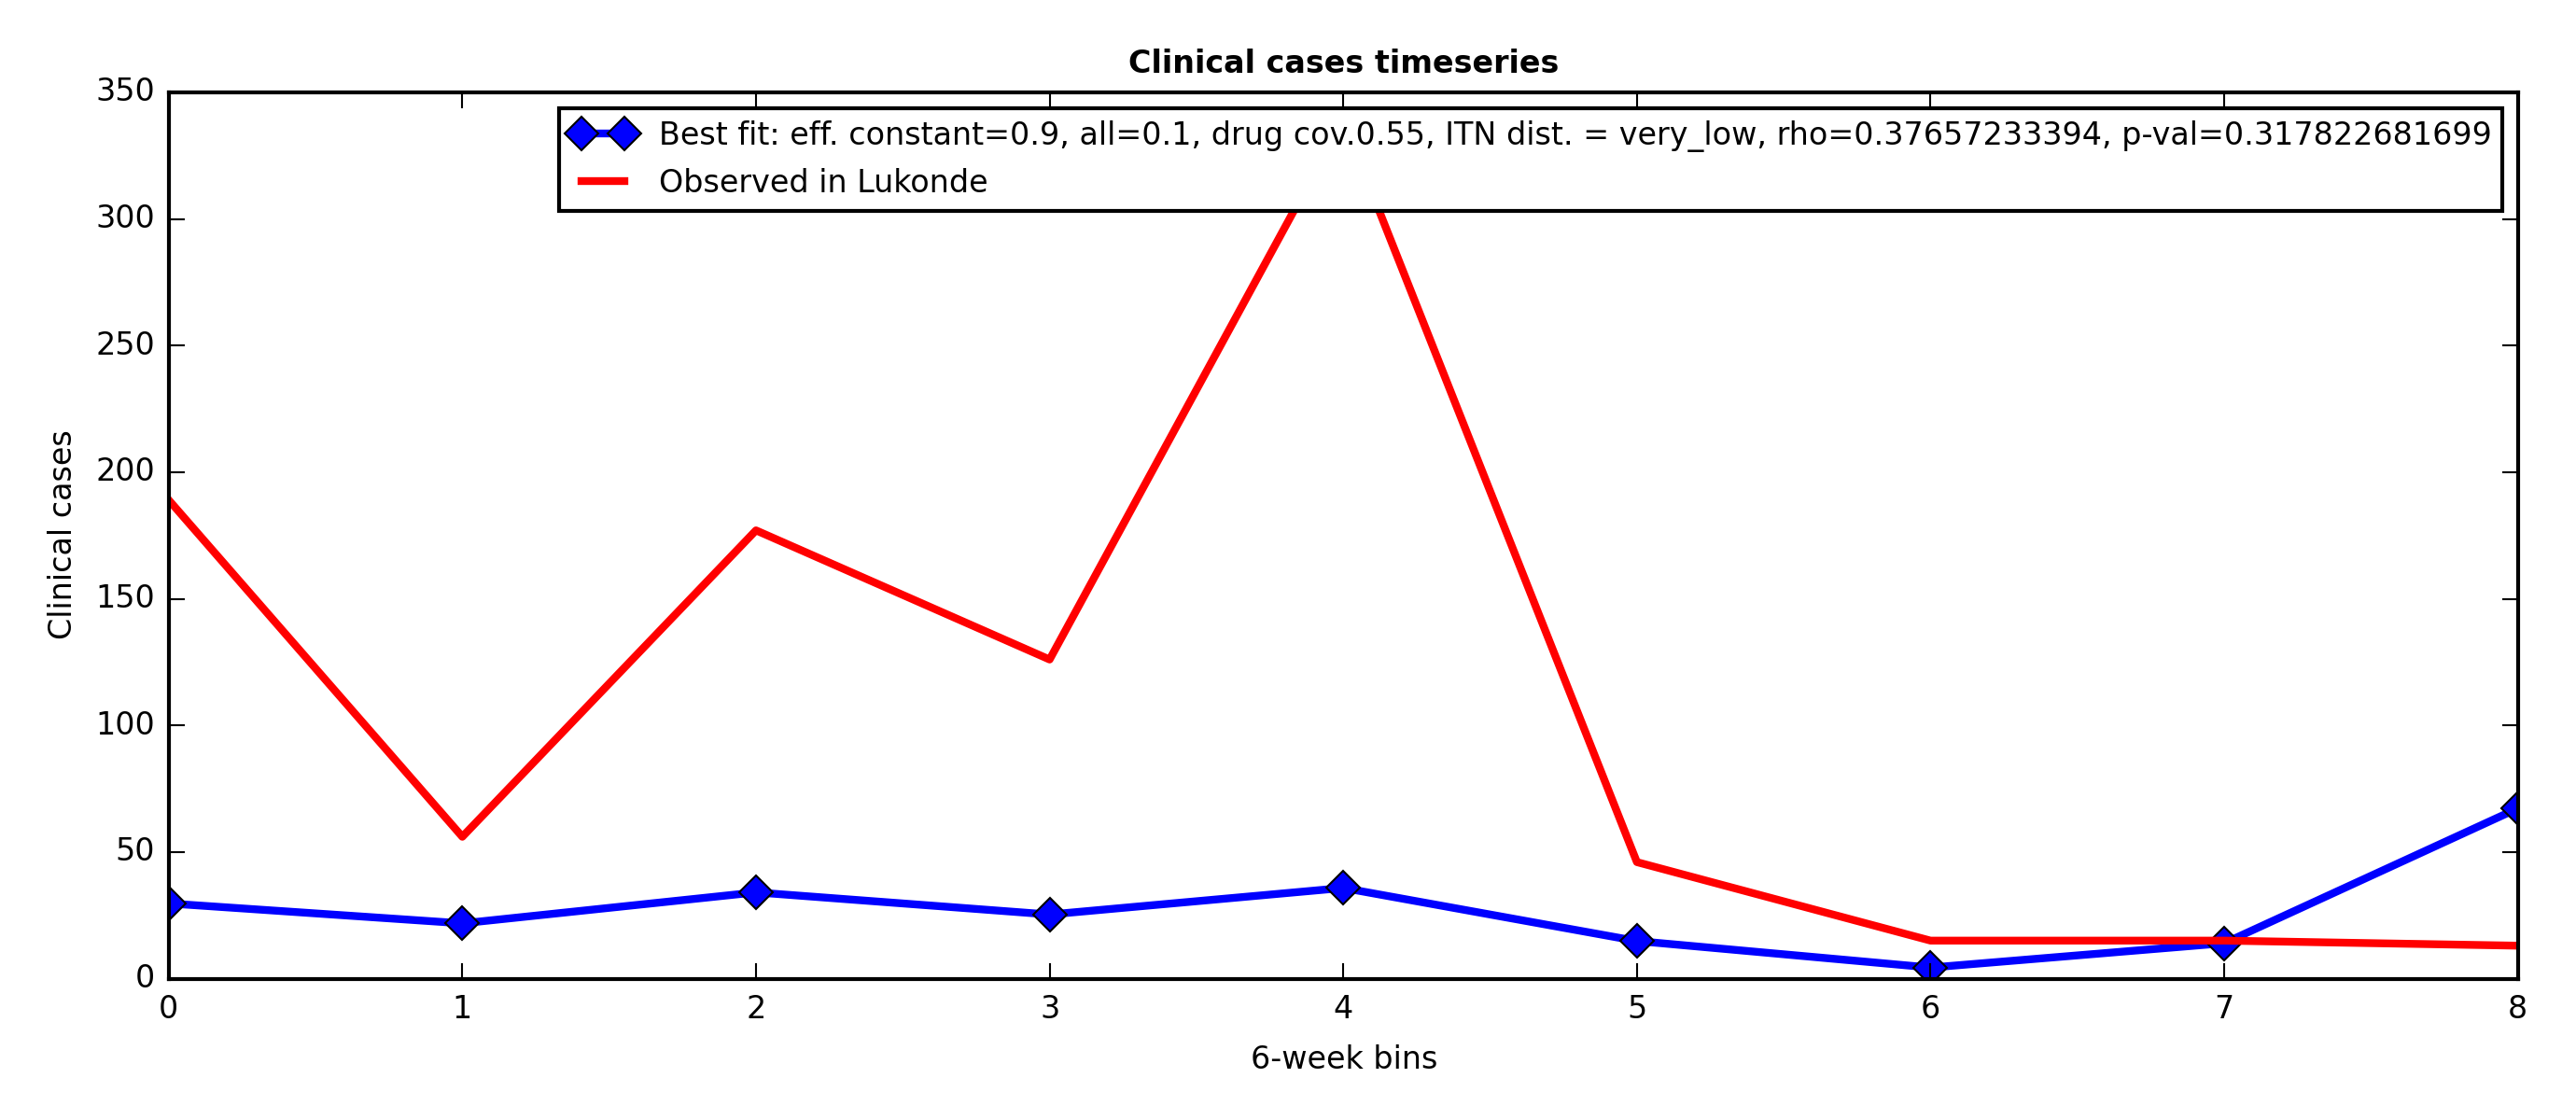 Clinical cases timeseries
350
300
250
200
150
100
50
0
Clinical cases
Best fit: eff. constant=0.9, all=0.1, drug cov.0.55, ITN dist. = very_low, rho=0.37657233394, p-val=0.317822681699
Observed in Lukonde
0 1 2 3 4 5 6 7 8
6-week bins